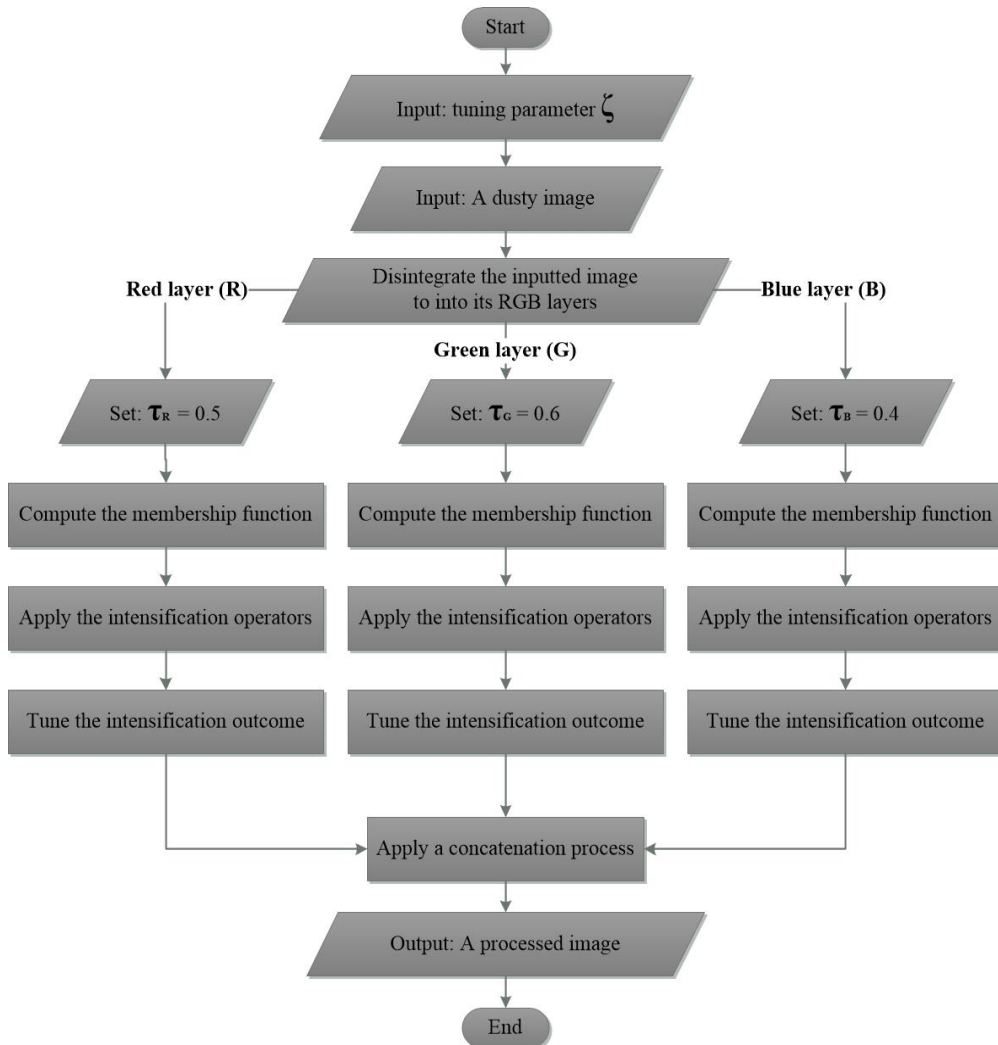 Start
Input: tuning parameter ζ
Input: A dusty image
Disintegrate the inputted image
to into its RGB layers
Red layer (R)
Blue layer (B)
Green layer (G)
Set: τR = 0.5
Set: τG = 0.6
Set: τB = 0.4
Compute the membership function
Compute the membership function
Compute the membership function
Apply the intensification operators
Apply the intensification operators
Apply the intensification operators
Tune the intensification outcome
Tune the intensification outcome
Tune the intensification outcome
Apply a concatenation process
Output: A processed image
End